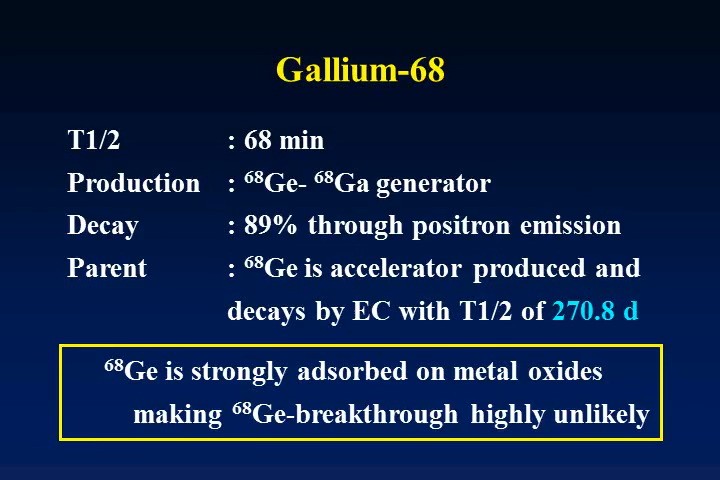 Gallium-68
T1/2 : 68 min
Production : ⁶⁸Ge- ⁶⁸Ga generator
Decay : 89% through positron emission
Parent : ⁶⁸Ge is accelerator produced and
decays by EC with T1/2 of 270.8 d
⁶⁸Ge is strongly adsorbed on metal oxides
making ⁶⁸Ge-breakthrough highly unlikely